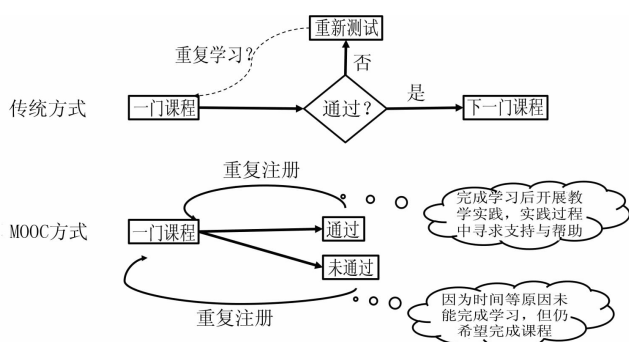 重新测试
重复学习?
否
传统方式
一门课程
通过?
是
下一门课程
重复注册
完成学习后开展教
学实践，实践过程
中寻求支持与帮助
MOOC方式
一门课程
通过
未通过
因为时间等原因未
能完成学习，但仍
希望完成课程
重复注册